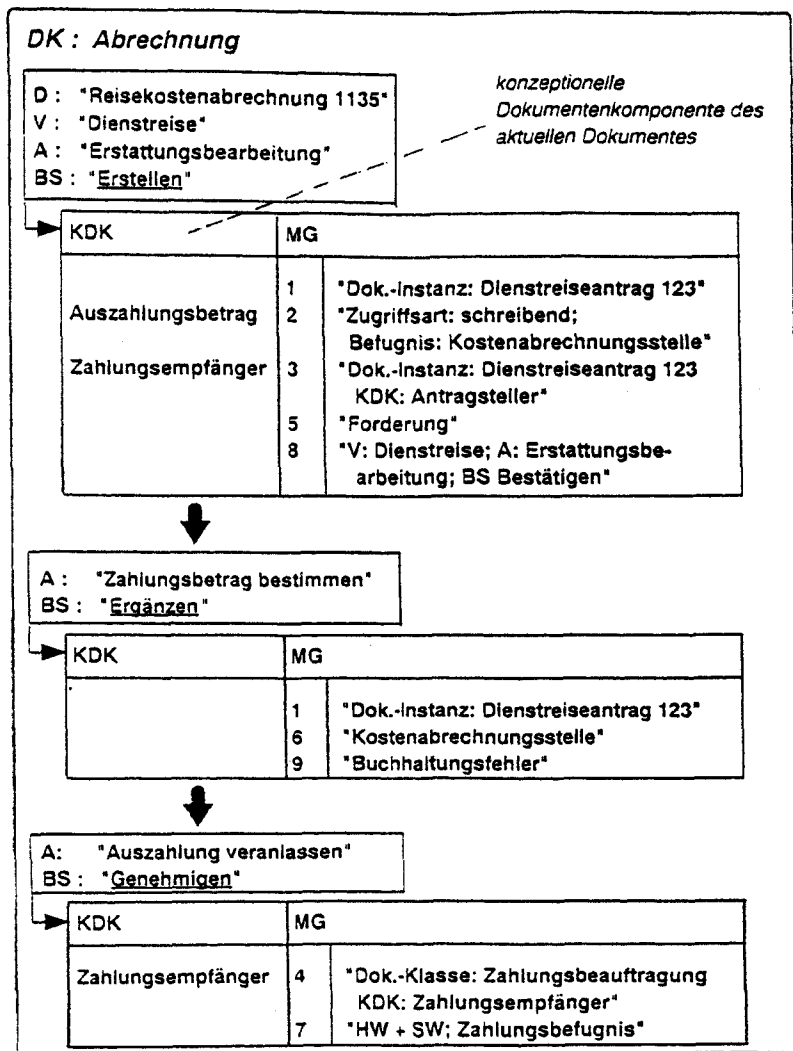 DK : Abrechnung
konzeptionelle
Dokumentenkomponente des
aktuellen Dokumentes
D : "Reisekostenabrechnung 1135"
V : "Dienstreise"
A : "Erstattungsbearbeitung"
BS : "Erstellen"
KDK MG
1 "Dok.-Instanz: Dienstreiseantrag 123"
Auszahlungsbetrag 2 "Zugriffsart: schreibend;
Befugnis: Kostenabrechnungsstelle"
Zahlungsempfänger 3 "Dok.-Instanz: Dienstreiseantrag 123
KDK: Antragsteller"
5 "Forderung"
8 "V: Dienstreise; A: Erstattungsbe-
arbeitung; BS Bestätigen"
A : "Zahlungsbetrag bestimmen"
BS : "Ergänzen"
KDK MG
1 "Dok.-Instanz: Dienstreiseantrag 123"
6 "Kostenabrechnungsstelle"
9 "Buchhaltungsfehler"
A: "Auszahlung veranlassen"
BS : "Genehmigen"
KDK MG
Zahlungsempfänger 4 "Dok.-Klasse: Zahlungsbeauftragung
KDK: Zahlungsempfänger"
7 "HW + SW; Zahlungsbefugnis"